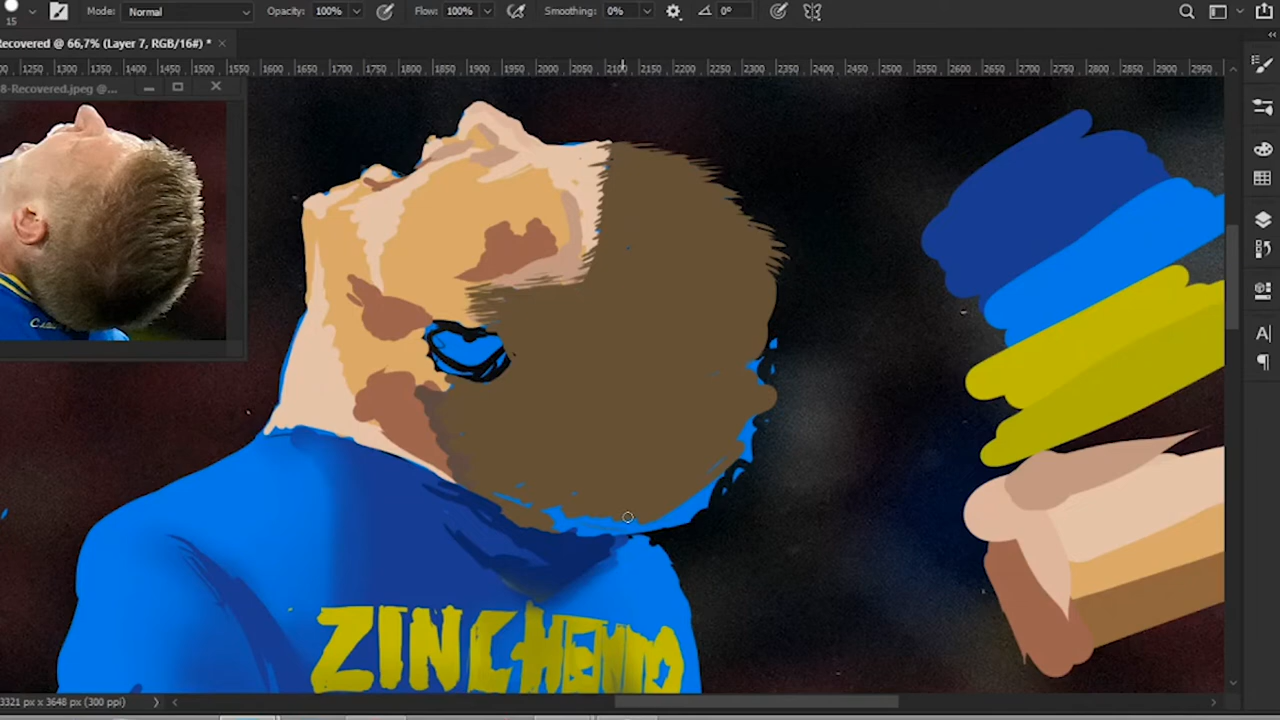 15 Mode: Normal Opacity: 100% Flow: 100% Smoothing: 0% 0°
Recovered @ 66,7% (Layer 7, RGB/16#) *
1250 1300 1350 1400 1450 1500 1550 1600 1650 1700 1750 1800 1850 1900 1950 2000 2050 2100 2150 2200 2250 2300 2350 2400 2450 2500 2550 2600 2650 2700 2750 2800 2850 2900 2950
8-Recovered.jpeg @...
ZINCHENKO
3321 px x 3648 px (300 ppi)